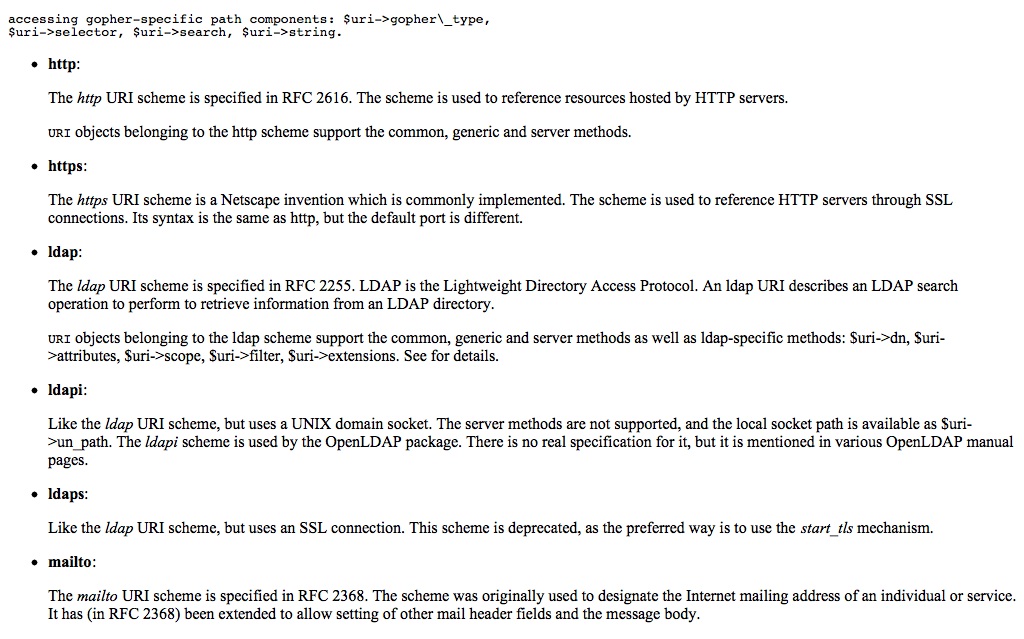 accessing gopher-specific path components: $uri->gopher\_type,
$uri->selector, $uri->search, $uri->string.
• http:
The http URI scheme is specified in RFC 2616. The scheme is used to reference resources hosted by HTTP servers.
URI objects belonging to the http scheme support the common, generic and server methods.
• https:
The https URI scheme is a Netscape invention which is commonly implemented. The scheme is used to reference HTTP servers through SSL
connections. Its syntax is the same as http, but the default port is different.
• ldap:
The ldap URI scheme is specified in RFC 2255. LDAP is the Lightweight Directory Access Protocol. An ldap URI describes an LDAP search
operation to perform to retrieve information from an LDAP directory.
URI objects belonging to the ldap scheme support the common, generic and server methods as well as ldap-specific methods: $uri->dn, $uri-
>attributes, $uri->scope, $uri->filter, $uri->extensions. See for details.
• ldapi:
Like the ldap URI scheme, but uses a UNIX domain socket. The server methods are not supported, and the local socket path is available as $uri-
>un_path. The ldapi scheme is used by the OpenLDAP package. There is no real specification for it, but it is mentioned in various OpenLDAP manual
pages.
• ldaps:
Like the ldap URI scheme, but uses an SSL connection. This scheme is deprecated, as the preferred way is to use the start_tls mechanism.
• mailto:
The mailto URI scheme is specified in RFC 2368. The scheme was originally used to designate the Internet mailing address of an individual or service.
It has (in RFC 2368) been extended to allow setting of other mail header fields and the message body.